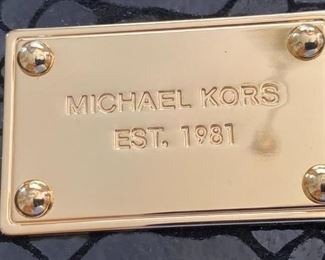 MICHAEL KORS
EST. 1981